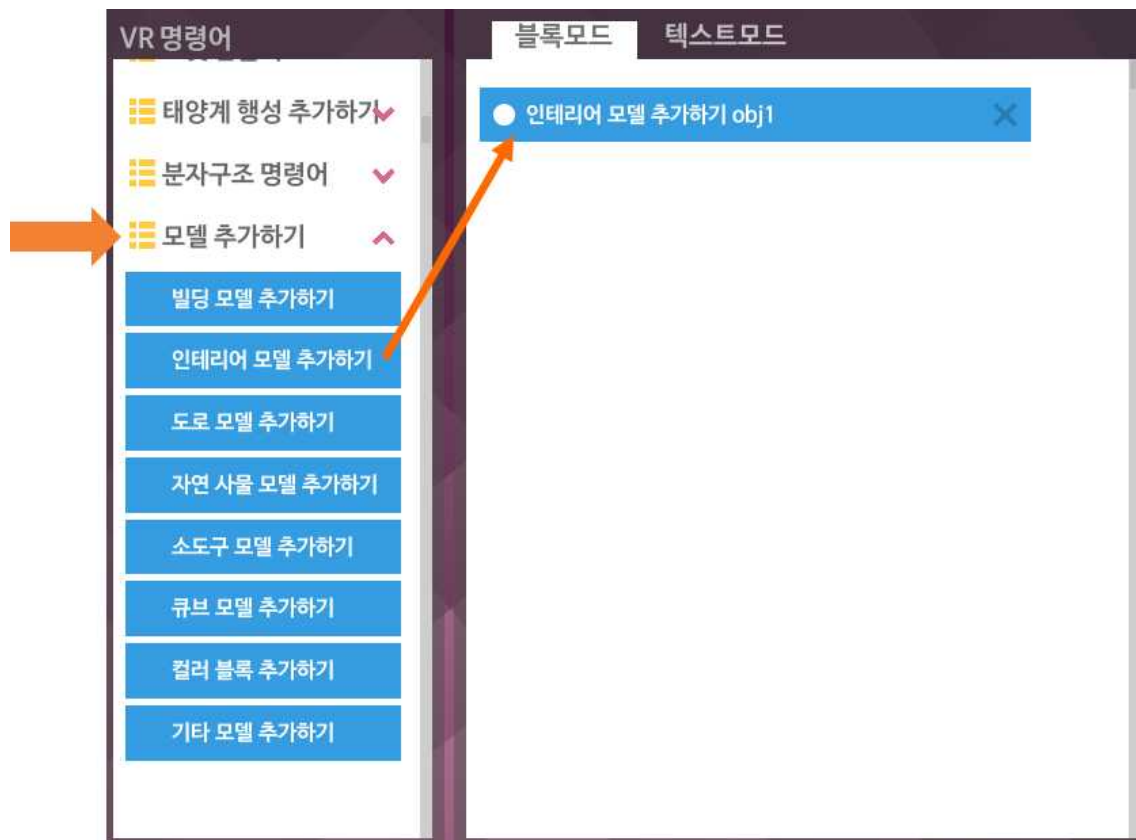 VR 명령어
블록모드
텍스트모드
태양계 행성 추가하기
인테리어 모델 추가하기 obj1
분자구조 명령어
모델 추가하기
빌딩 모델 추가하기
인테리어 모델 추가하기
도로 모델 추가하기
자연 사물 모델 추가하기
소도구 모델 추가하기
큐브 모델 추가하기
컬러 블록 추가하기
기타 모델 추가하기